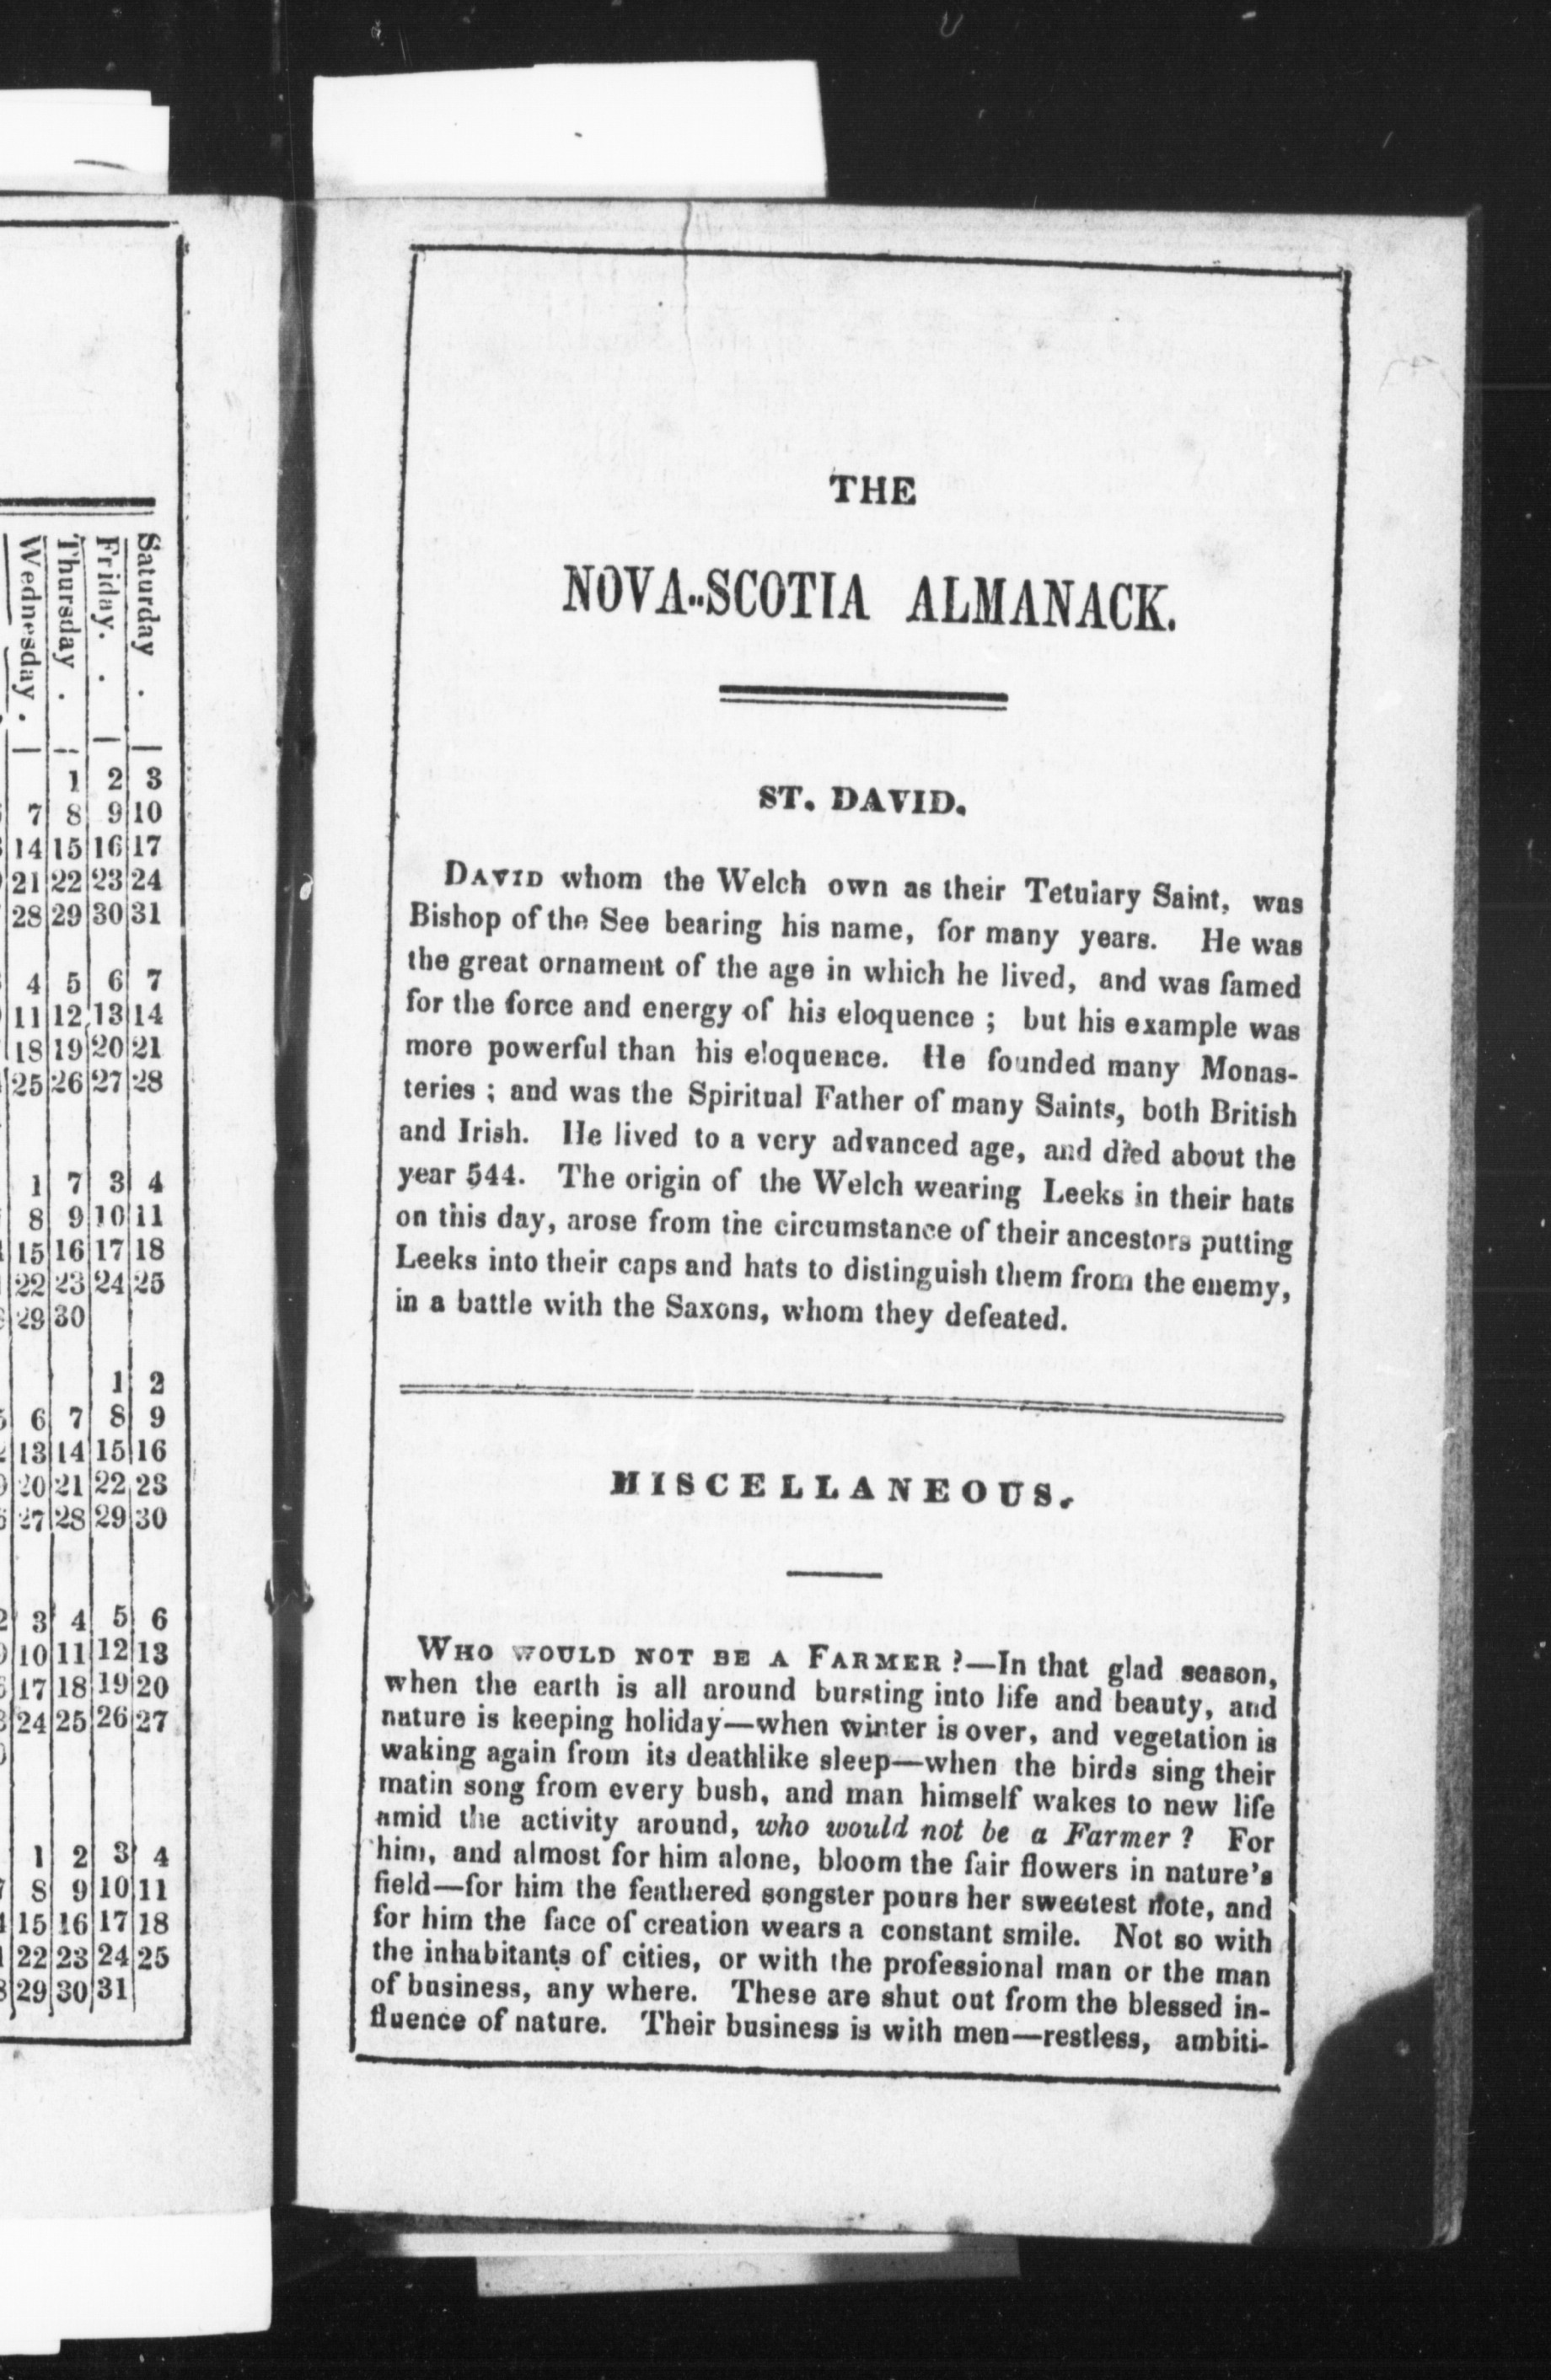 Wednesday . Thursday . Friday. . Saturday .
1 2 3
7 8 9 10
14 15 16 17
21 22 23 24
28 29 30 31
4 5 6 7
11 12 13 14
18 19 20 21
25 26 27 28
1 7 3 4
8 9 10 11
15 16 17 18
22 23 24 25
29 30
1 2
6 7 8 9
13 14 15 16
20 21 22 23
27 28 29 30
3 4 5 6
10 11 12 13
17 18 19 20
24 25 26 27
1 2 3 4
8 9 10 11
15 16 17 18
22 23 24 25
29 30 31
THE
NOVA-SCOTIA ALMANACK.
ST. DAVID.
DAVID whom the Welch own as their Tetulary Saint, was
Bishop of the See bearing his name, for many years. He was
the great ornament of the age in which he lived, and was famed
for the force and energy of his eloquence ; but his example was
more powerful than his eloquence. He founded many Monas-
teries ; and was the Spiritual Father of many Saints, both British
and Irish. He lived to a very advanced age, and died about the
year 544. The origin of the Welch wearing Leeks in their hats
on this day, arose from the circumstance of their ancestors putting
Leeks into their caps and hats to distinguish them from the enemy,
in a battle with the Saxons, whom they defeated.
MISCELLANEOUS.
WHO WOULD NOT BE A FARMER ?—In that glad season,
when the earth is all around bursting into life and beauty, and
nature is keeping holiday—when winter is over, and vegetation is
waking again from its deathlike sleep—when the birds sing their
matin song from every bush, and man himself wakes to new life
amid the activity around, who would not be a Farmer ? For
him, and almost for him alone, bloom the fair flowers in nature's
field—for him the feathered songster pours her sweetest note, and
for him the face of creation wears a constant smile. Not so with
the inhabitants of cities, or with the professional man or the man
of business, any where. These are shut out from the blessed in-
fluence of nature. Their business is with men—restless, ambiti-